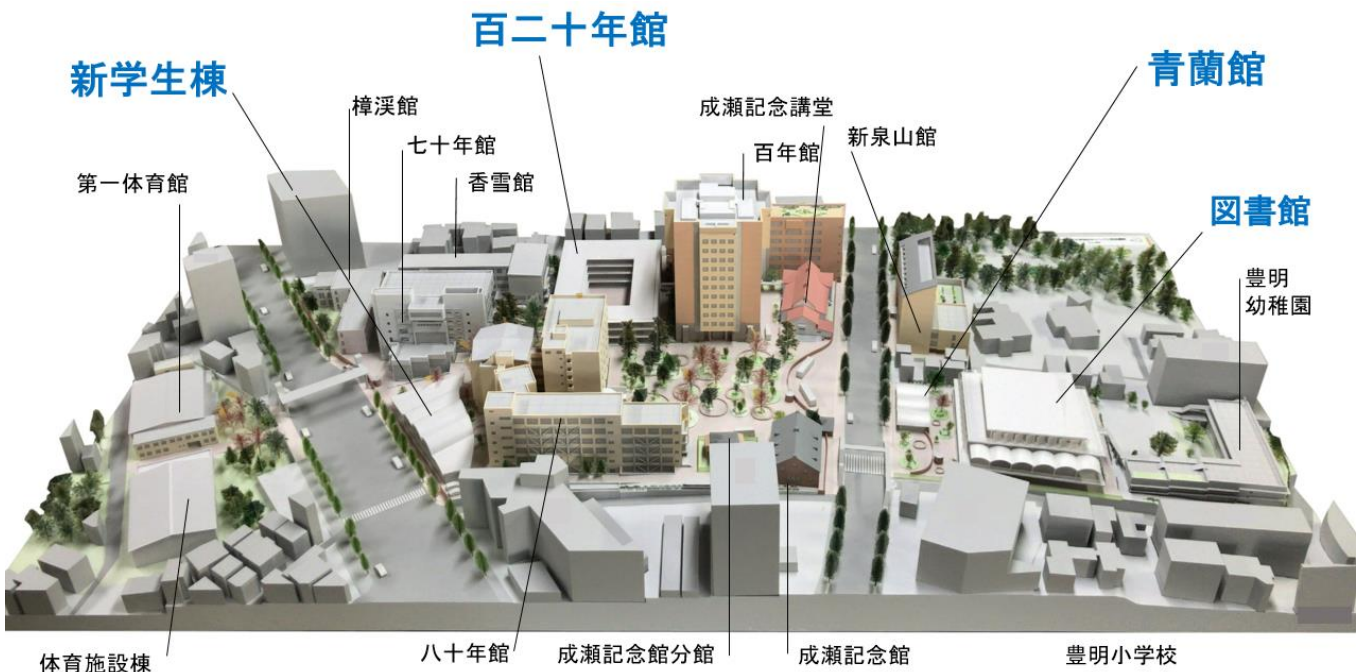 百二十年館
新学生棟
青蘭館
樟渓館
成瀬記念講堂
七十年館
百年館
新泉山館
第一体育館
香雪館
図書館
豊明
幼稚園
体育施設棟
八十年館
成瀬記念館分館
成瀬記念館
豊明小学校